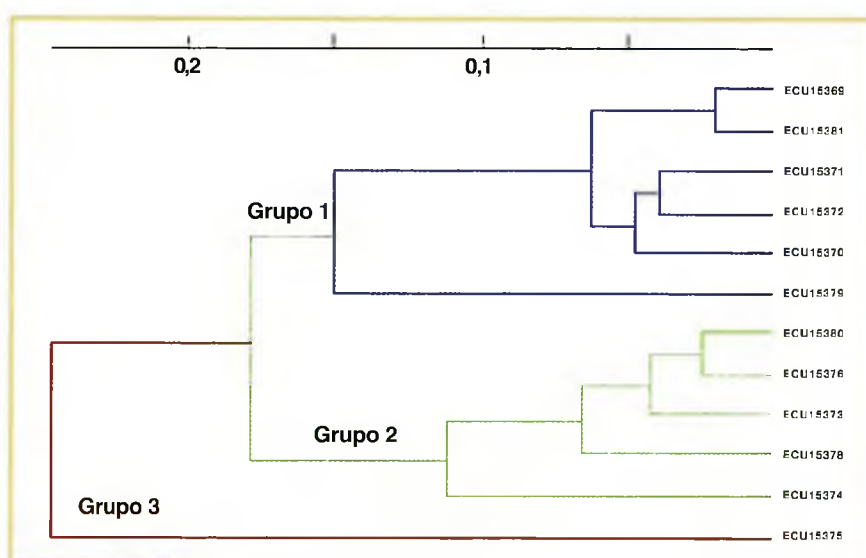 0,2 0,1
ECU15369
ECU15381
ECU15371
Grupo 1
ECU15372
ECU15370
ECU15379
ECU15380
ECU15376
ECU15373
Grupo 2
ECU15378
ECU15374
Grupo 3
ECU15375